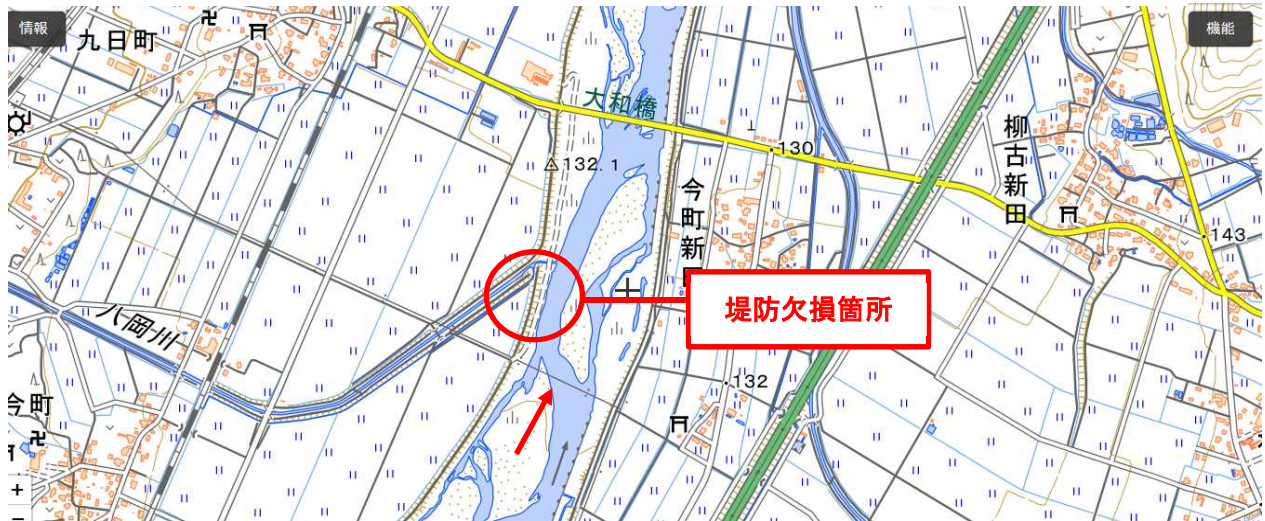 情報
機能
九日町
大和橋
132.1
130
柳古新田
今町新田
143
堤防欠損箇所
八岡川
132
今町
+